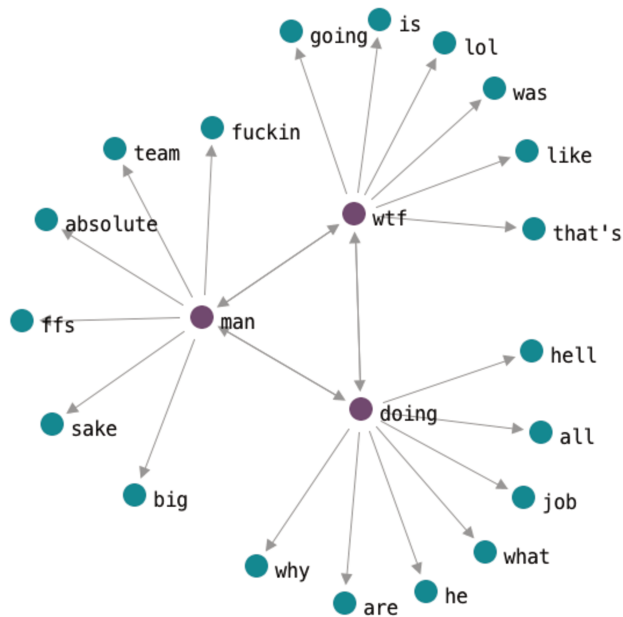 going
is
lol
was
like
that's
wtf
fuckin
team
absolute
ffs
man
sake
big
doing
hell
all
job
what
he
are
why